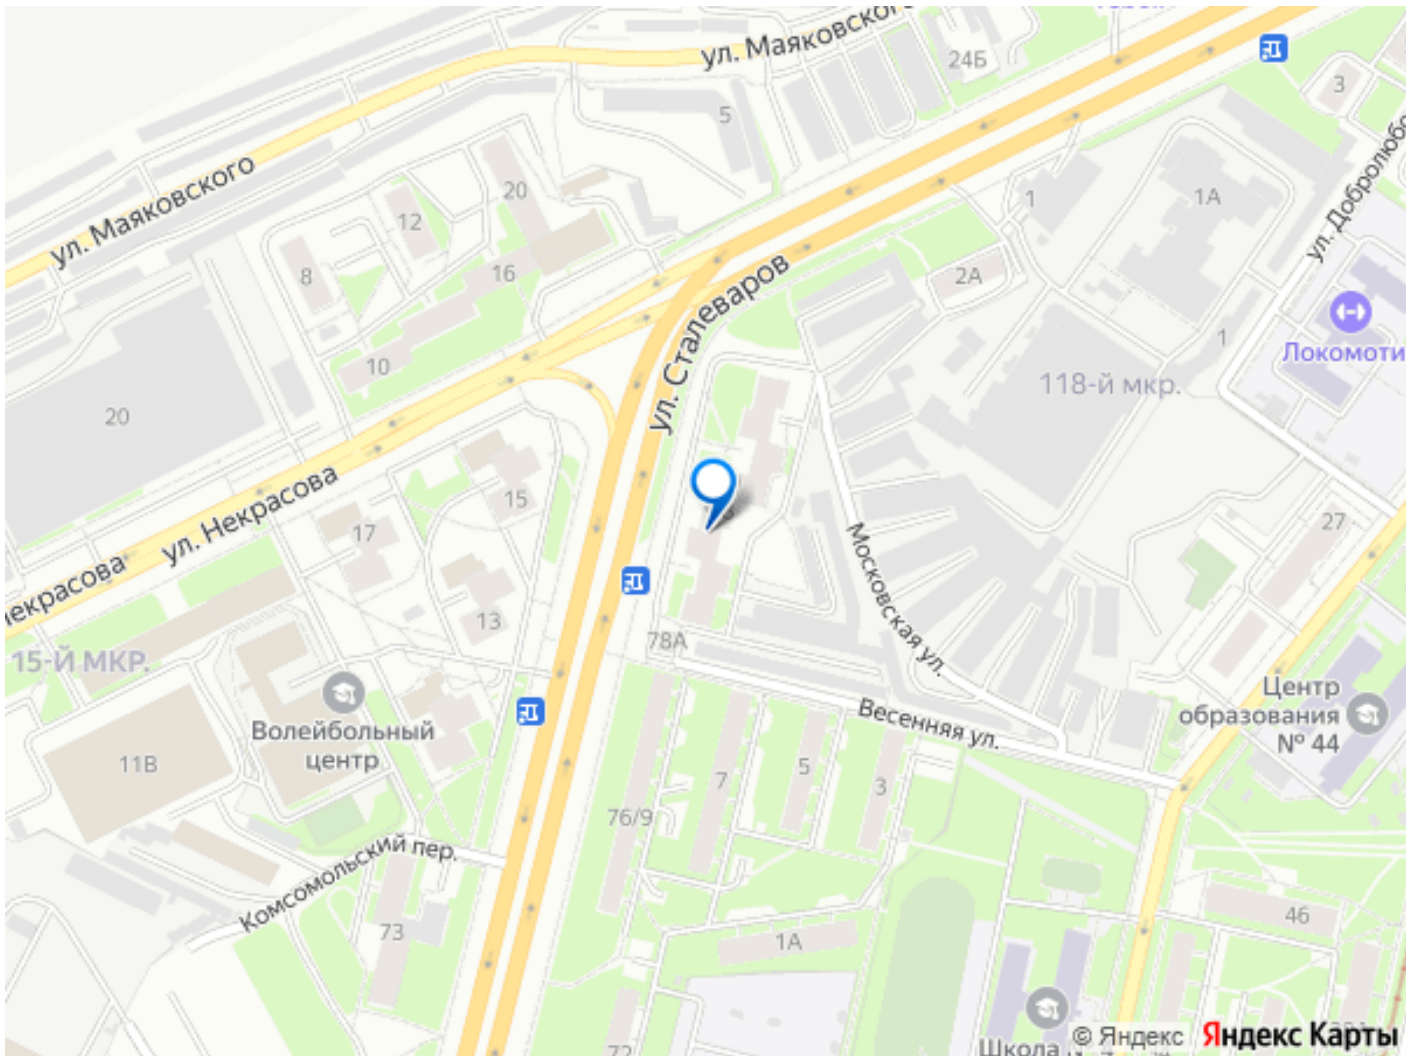 ул. Маяковского
24Б
3
5
ул. Маяковского
20
12
1
1А
ул. Добролюбо
8
16
2А
ул. Сталеваров
1
Локомоти
10
118-й мкр.
20
15
ул. Некрасова
17
27
Некрасова
Московская ул.
13
78А
15-Й МКР.
Центр
образования
№ 44
Волейбольный
центр
Весенняя ул.
11В
7
5
3
76/9
Комсомольский пер.
73
1А
46
72
Школа
© Яндекс
Яндекс Карты